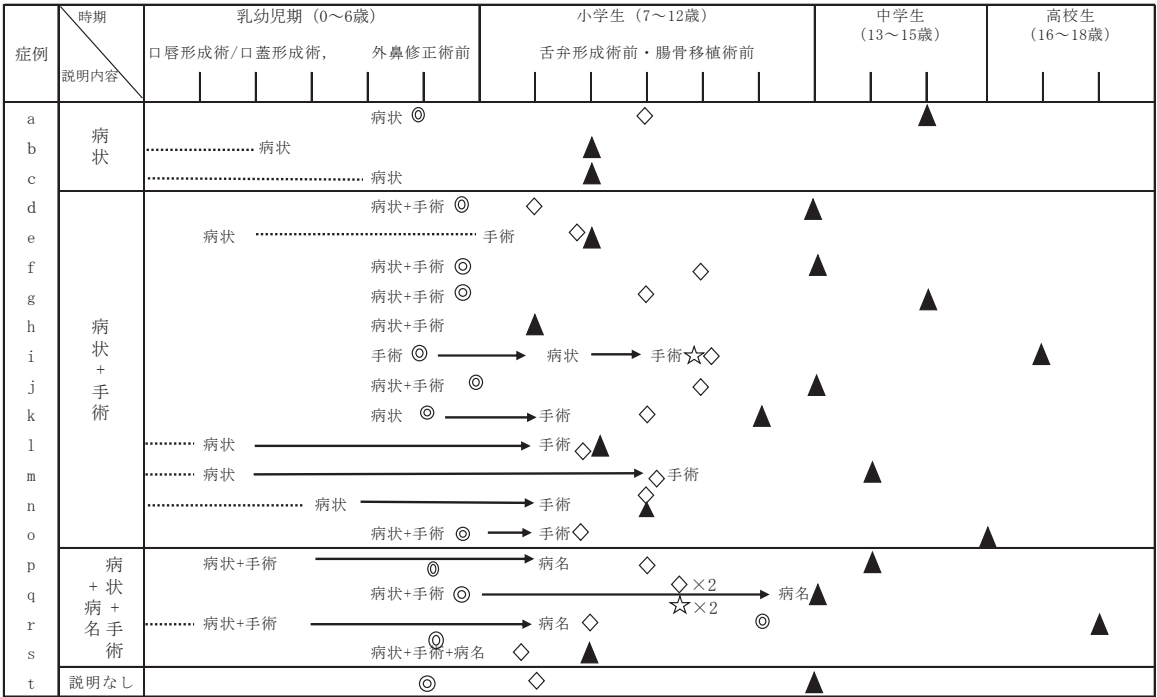 時期 乳幼児期（0～6歳） 小学生（7～12歳） 中学生 高校生
（13～15歳） （16～18歳）
症例 口唇形成術/口蓋形成術， 外鼻修正術前 舌弁形成術前・腸骨移植術前
説明内容
病状
a 病状 ◎ ◇ ▲
b 病状 ▲
c 病状 ▲
病状+手術
d 病状+手術 ◎ ◇ ▲
e 病状 手術 ◇ ▲
f 病状+手術 ◎ ◇ ▲
g 病状+手術 ◎ ◇ ▲
h 病状+手術 ▲
i 手術 ◎ → 病状 → 手術 ☆ ◇ ▲
j 病状+手術 ◎ ◇ ▲
k 病状 ◎ → 手術 ◇ ▲
l 病状 → 手術 ◇ ▲
m 病状 → ◇ 手術 ▲
n 病状 → 手術 ◇ ▲
o 病状+手術 ◎ → 手術 ◇ ▲
病状+手術+病名
p 病状+手術 ◎ → 病名 ◇ ▲
q 病状+手術 ◎ → ◇×2 ☆×2 病名 ▲
r 病状+手術 → 病名 ◇ ◎ ▲
s 病状+手術+病名 ◎ ◇ ▲
t 説明なし ◎ ◇ ▲